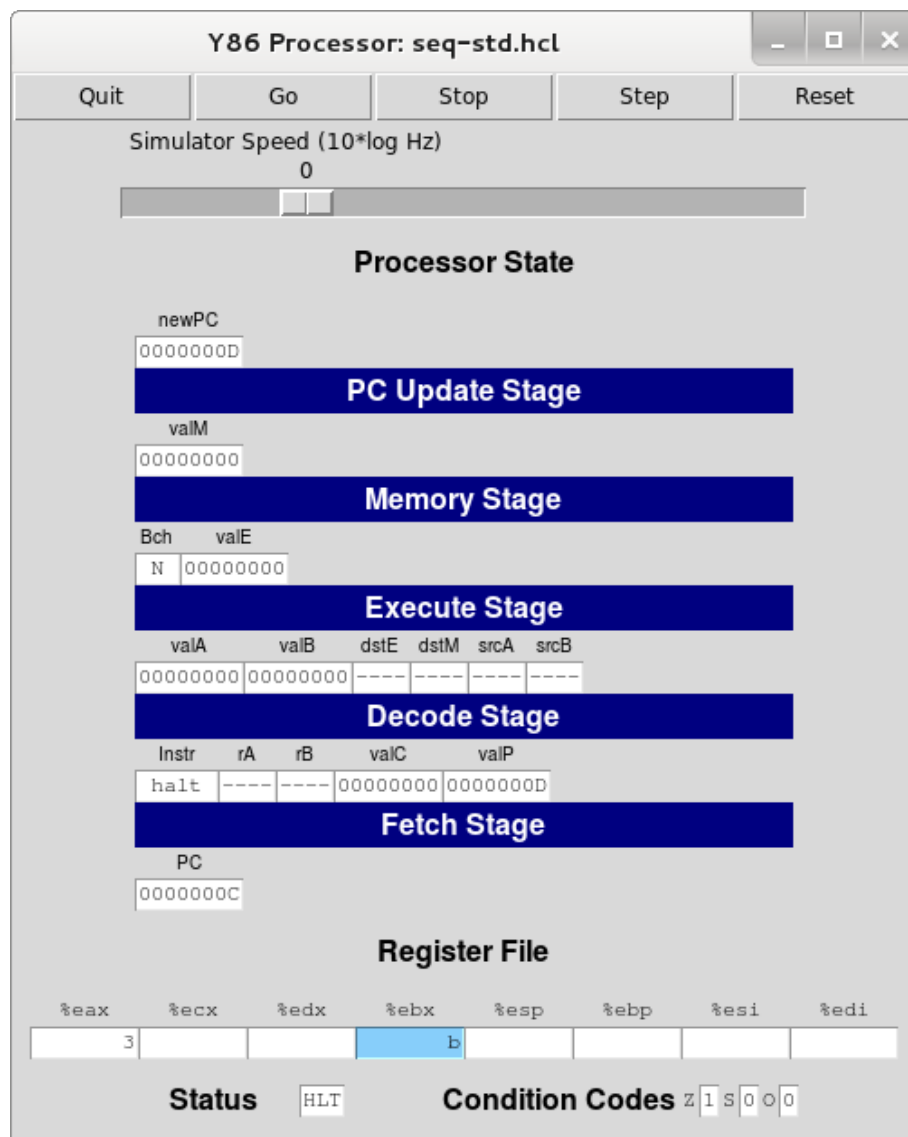 Y86 Processor: seq-std.hcl
Quit Go Stop Step Reset
Simulator Speed (10*log Hz)
0
Processor State
newPC
0000000D
PC Update Stage
valM
00000000
Memory Stage
Bch valE
N 00000000
Execute Stage
valA valB dstE dstM srcA srcB
00000000 00000000 ---- ---- ---- ----
Decode Stage
Instr rA rB valC valP
halt ---- ---- 00000000 0000000D
Fetch Stage
PC
0000000C
Register File
%eax %ecx %edx %ebx %esp %ebp %esi %edi
3 b
Status HLT Condition Codes Z 1 S 0 O 0